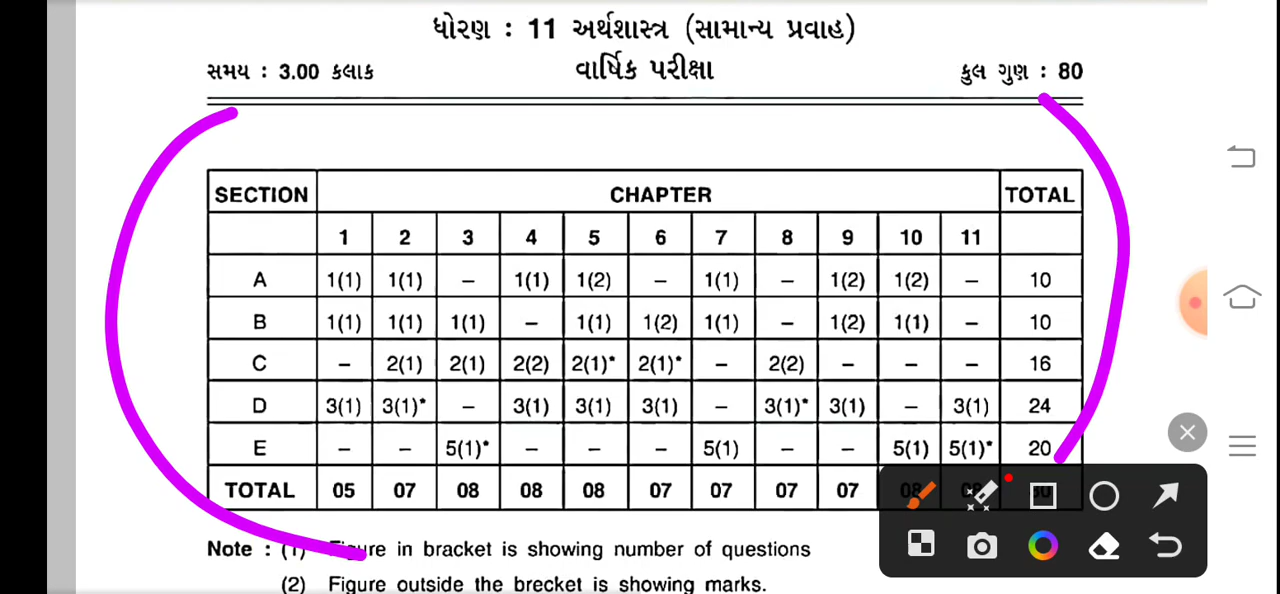 ધોરણ : 11 અર્થશાસ્ત્ર (સામાન્ય પ્રવાહ)
સમય : 3.00 કલાક વાર્ષિક પરીક્ષા કુલ ગુણ : 80
SECTION CHAPTER TOTAL
1 2 3 4 5 6 7 8 9 10 11
A 1(1) 1(1) – 1(1) 1(2) – 1(1) – 1(2) 1(2) – 10
B 1(1) 1(1) 1(1) – 1(1) 1(2) 1(1) – 1(2) 1(1) – 10
C – 2(1) 2(1) 2(2) 2(1)* 2(1)* – 2(2) – – – 16
D 3(1) 3(1)* – 3(1) 3(1) 3(1) – 3(1)* 3(1) – 3(1) 24
E – – 5(1)* – – – 5(1) – – 5(1) 5(1)* 20
TOTAL 05 07 08 08 08 07 07 07 07
Note : (1) Figure in bracket is showing number of questions
(2) Figure outside the brecket is showing marks.